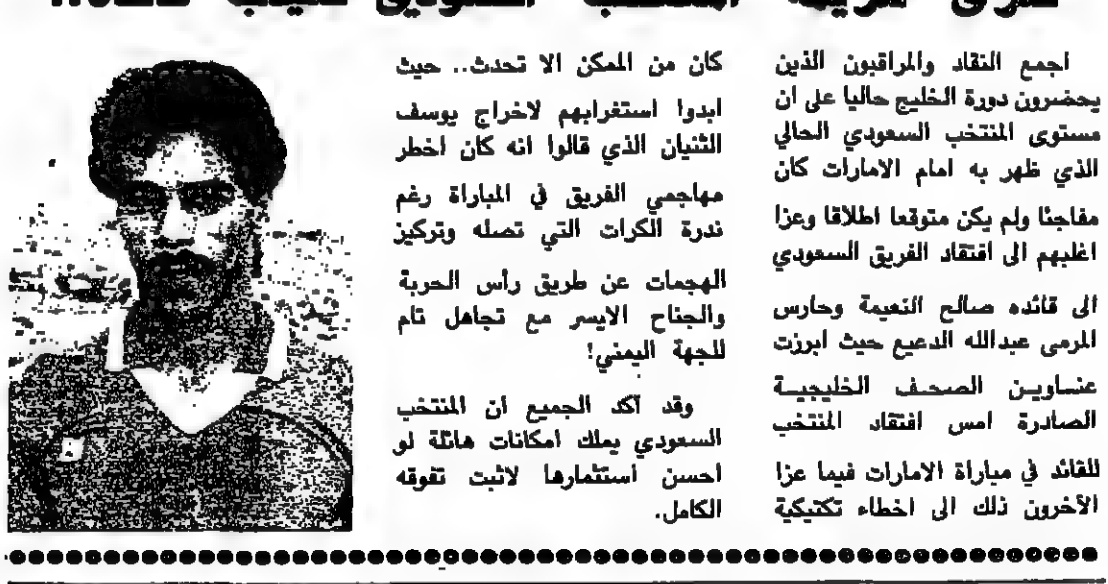 اجمع النقاد والمراقبون الذين
يحضرون دورة الخليج حاليا على ان
مستوى المنتخب السعودي الحالي
الذي ظهر به امام الامارات كان
مفاجئا ولم يكن متوقعا اطلاقا وعزا
اغلبهم الى افتقاد الفريق السعودي
الى قائده صالح النعيمة وحارس
المرمى عبدالله الدعيع حيث ابرزت
عناوين الصحف الخليجية
الصادرة امس افتقاد المنتخب
للقائد في مباراة الامارات فيما عزا
الآخرون ذلك الى اخطاء تكتيكية
كان من الممكن الا تحدث.. حيث
ابدوا استغرابهم لاخراج يوسف
الثنيان الذي قالوا انه كان اخطر
مهاجمي الفريق في المباراة رغم
ندرة الكرات التي تصله وتركيز
الهجمات عن طريق رأس الحربة
والجناح الايسر مع تجاهل تام
للجهة اليمنى!
وقد آكد الجميع ان المنتخب
السعودي يملك امكانات هائلة لو
احسن استثمارها لاثبت تفوقه
الكامل.